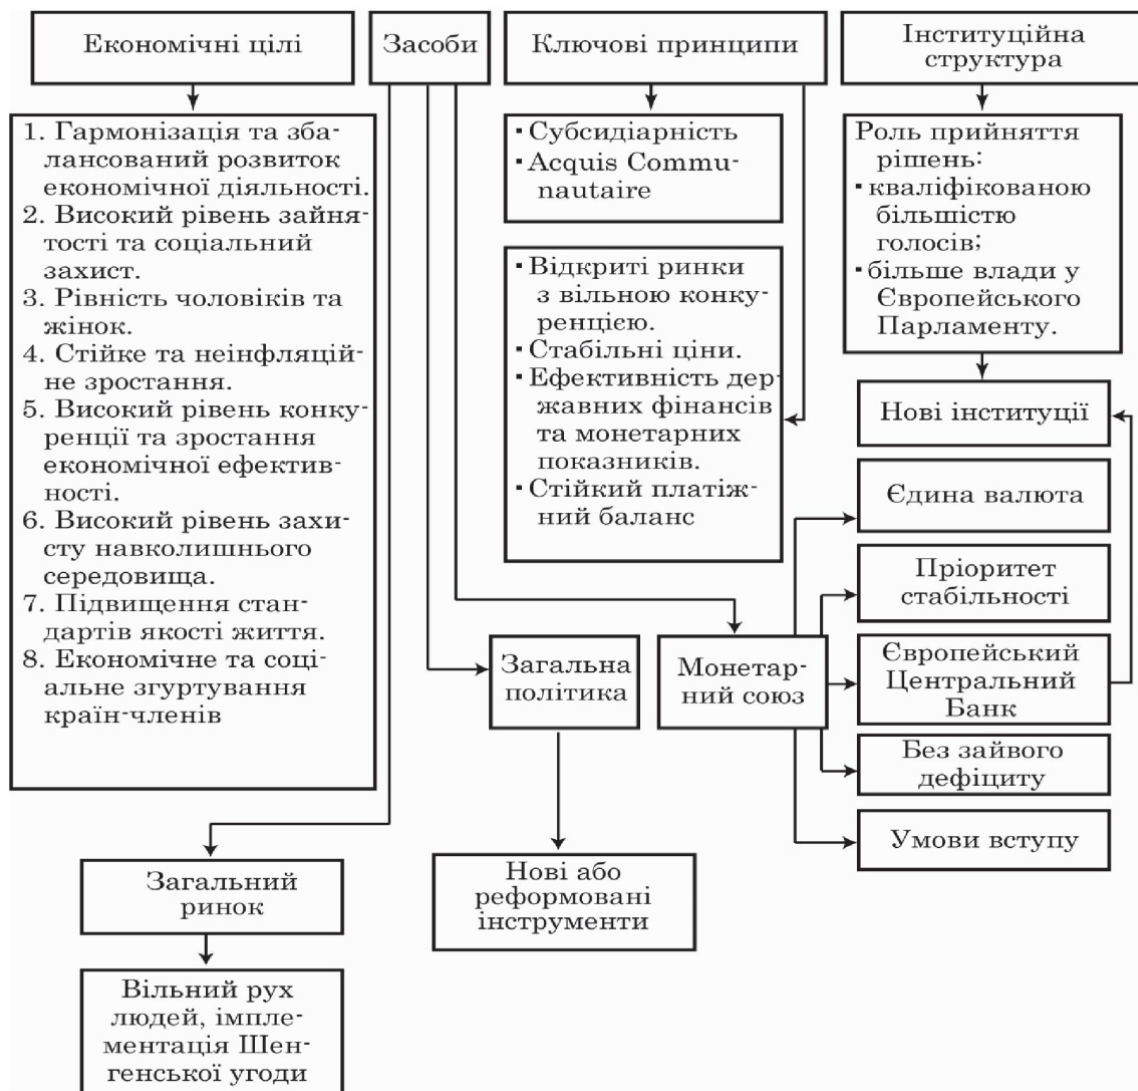 Економічні цілі
Засоби
Ключові принципи
Інституційна
структура
1. Гармонізація та зба-
лансований розвиток
економічної діяльності.
2. Високий рівень зайня-
тості та соціальний
захист.
3. Рівність чоловіків та
жінок.
4. Стійке та неінфляцій-
не зростання.
5. Високий рівень конку-
ренції та зростання
економічної ефектив-
ності.
6. Високий рівень захи-
сту навколишнього
середовища.
7. Підвищення стан-
дартів якості життя.
8. Економічне та соці-
альне згуртування
країн-членів
▪ Субсидіарність
▪ Acquis Commu-
nautaire
▪ Відкриті ринки
з вільною конку-
ренцією.
▪ Стабільні ціни.
▪ Ефективність дер-
жавних фінансів
та монетарних
показників.
▪ Стійкий платіж-
ний баланс
Роль прийняття
рішень:
▪ кваліфікованою
більшістю
голосів;
▪ більше влади у
Європейського
Парламенту.
Нові інституції
Єдина валюта
Пріоритет
стабільності
Загальна
політика
Монетар-
ний союз
Європейський
Центральний
Банк
Без зайвого
дефіциту
Умови вступу
Загальний
ринок
Нові або
реформовані
інструменти
Вільний рух
людей, імпле-
ментація Шен-
генської угоди